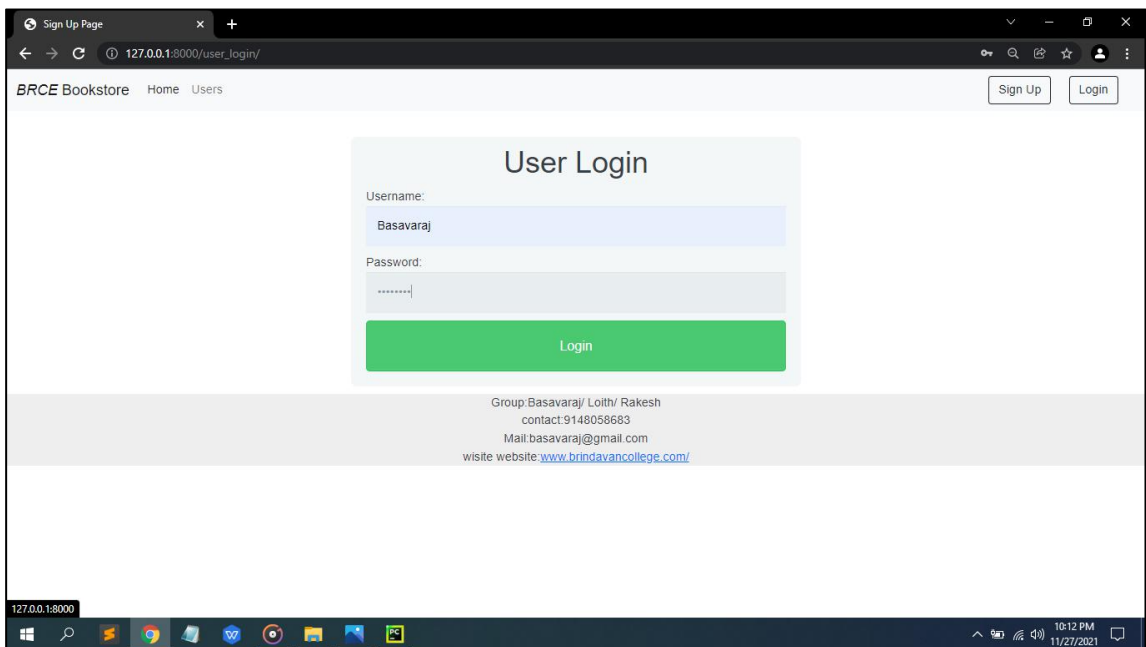 Sign Up Page
127.0.0.1:8000/user_login/
BRCE Bookstore Home Users Sign Up Login
User Login
Username:
Basavaraj
Password:
••••••••
Login
Group:Basavaraj/ Loith/ Rakesh
contact:9148058683
Mail:basavaraj@gmail.com
wisite website:www.brindavancollege.com/
127.0.0.1:8000
PC
10:12 PM
11/27/2021